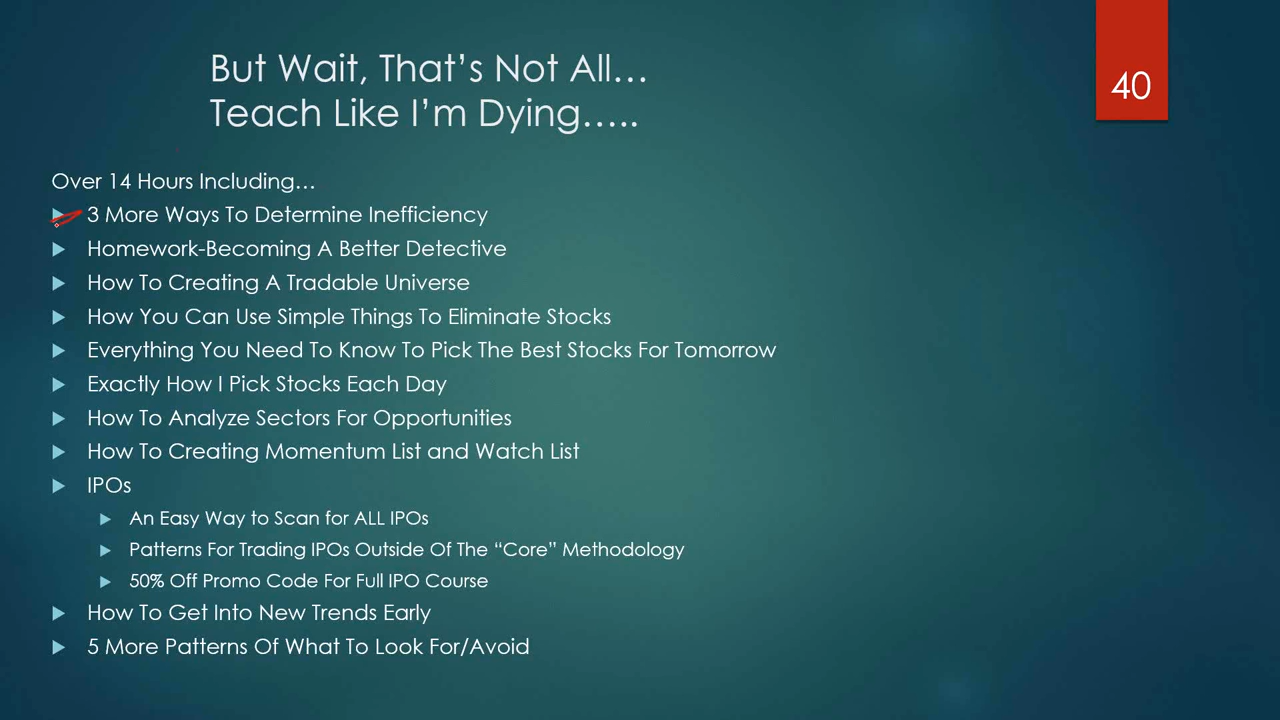 But Wait, That's Not All…
Teach Like I'm Dying…..
40
Over 14 Hours Including…
3 More Ways To Determine Inefficiency
Homework-Becoming A Better Detective
How To Creating A Tradable Universe
How You Can Use Simple Things To Eliminate Stocks
Everything You Need To Know To Pick The Best Stocks For Tomorrow
Exactly How I Pick Stocks Each Day
How To Analyze Sectors For Opportunities
How To Creating Momentum List and Watch List
IPOs
An Easy Way to Scan for ALL IPOs
Patterns For Trading IPOs Outside Of The “Core” Methodology
50% Off Promo Code For Full IPO Course
How To Get Into New Trends Early
5 More Patterns Of What To Look For/Avoid